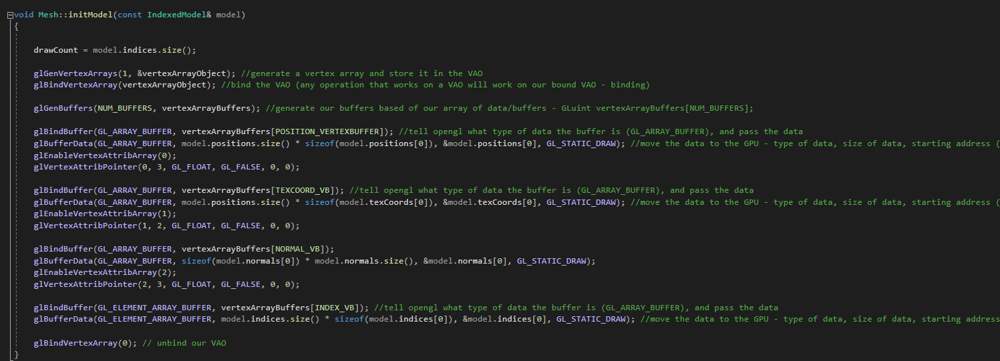 void Mesh::initModel(const IndexedModel& model)
{
drawCount = model.indices.size();
glGenVertexArrays(1, &vertexArrayObject); //generate a vertex array and store it in the VAO
glBindVertexArray(vertexArrayObject); //bind the VAO (any operation that works on a VAO will work on our bound VAO - binding)
glGenBuffers(NUM_BUFFERS, vertexArrayBuffers); //generate our buffers based of our array of data/buffers - GLuint vertexArrayBuffers[NUM_BUFFERS];
glBindBuffer(GL_ARRAY_BUFFER, vertexArrayBuffers[POSITION_VERTEXBUFFER]); //tell opengl what type of data the buffer is (GL_ARRAY_BUFFER), and pass the data
glBufferData(GL_ARRAY_BUFFER, model.positions.size() * sizeof(model.positions[0]), &model.positions[0], GL_STATIC_DRAW); //move the data to the GPU - type of data, size of data, starting address (
glEnableVertexAttribArray(0);
glVertexAttribPointer(0, 3, GL_FLOAT, GL_FALSE, 0, 0);
glBindBuffer(GL_ARRAY_BUFFER, vertexArrayBuffers[TEXCOORD_VB]); //tell opengl what type of data the buffer is (GL_ARRAY_BUFFER), and pass the data
glBufferData(GL_ARRAY_BUFFER, model.positions.size() * sizeof(model.texCoords[0]), &model.texCoords[0], GL_STATIC_DRAW); //move the data to the GPU - type of data, size of data, starting address (
glEnableVertexAttribArray(1);
glVertexAttribPointer(1, 2, GL_FLOAT, GL_FALSE, 0, 0);
glBindBuffer(GL_ARRAY_BUFFER, vertexArrayBuffers[NORMAL_VB]);
glBufferData(GL_ARRAY_BUFFER, sizeof(model.normals[0]) * model.normals.size(), &model.normals[0], GL_STATIC_DRAW);
glEnableVertexAttribArray(2);
glVertexAttribPointer(2, 3, GL_FLOAT, GL_FALSE, 0, 0);
glBindBuffer(GL_ELEMENT_ARRAY_BUFFER, vertexArrayBuffers[INDEX_VB]); //tell opengl what type of data the buffer is (GL_ARRAY_BUFFER), and pass the data
glBufferData(GL_ELEMENT_ARRAY_BUFFER, model.indices.size() * sizeof(model.indices[0]), &model.indices[0], GL_STATIC_DRAW); //move the data to the GPU - type of data, size of data, starting address
glBindVertexArray(0); // unbind our VAO
}